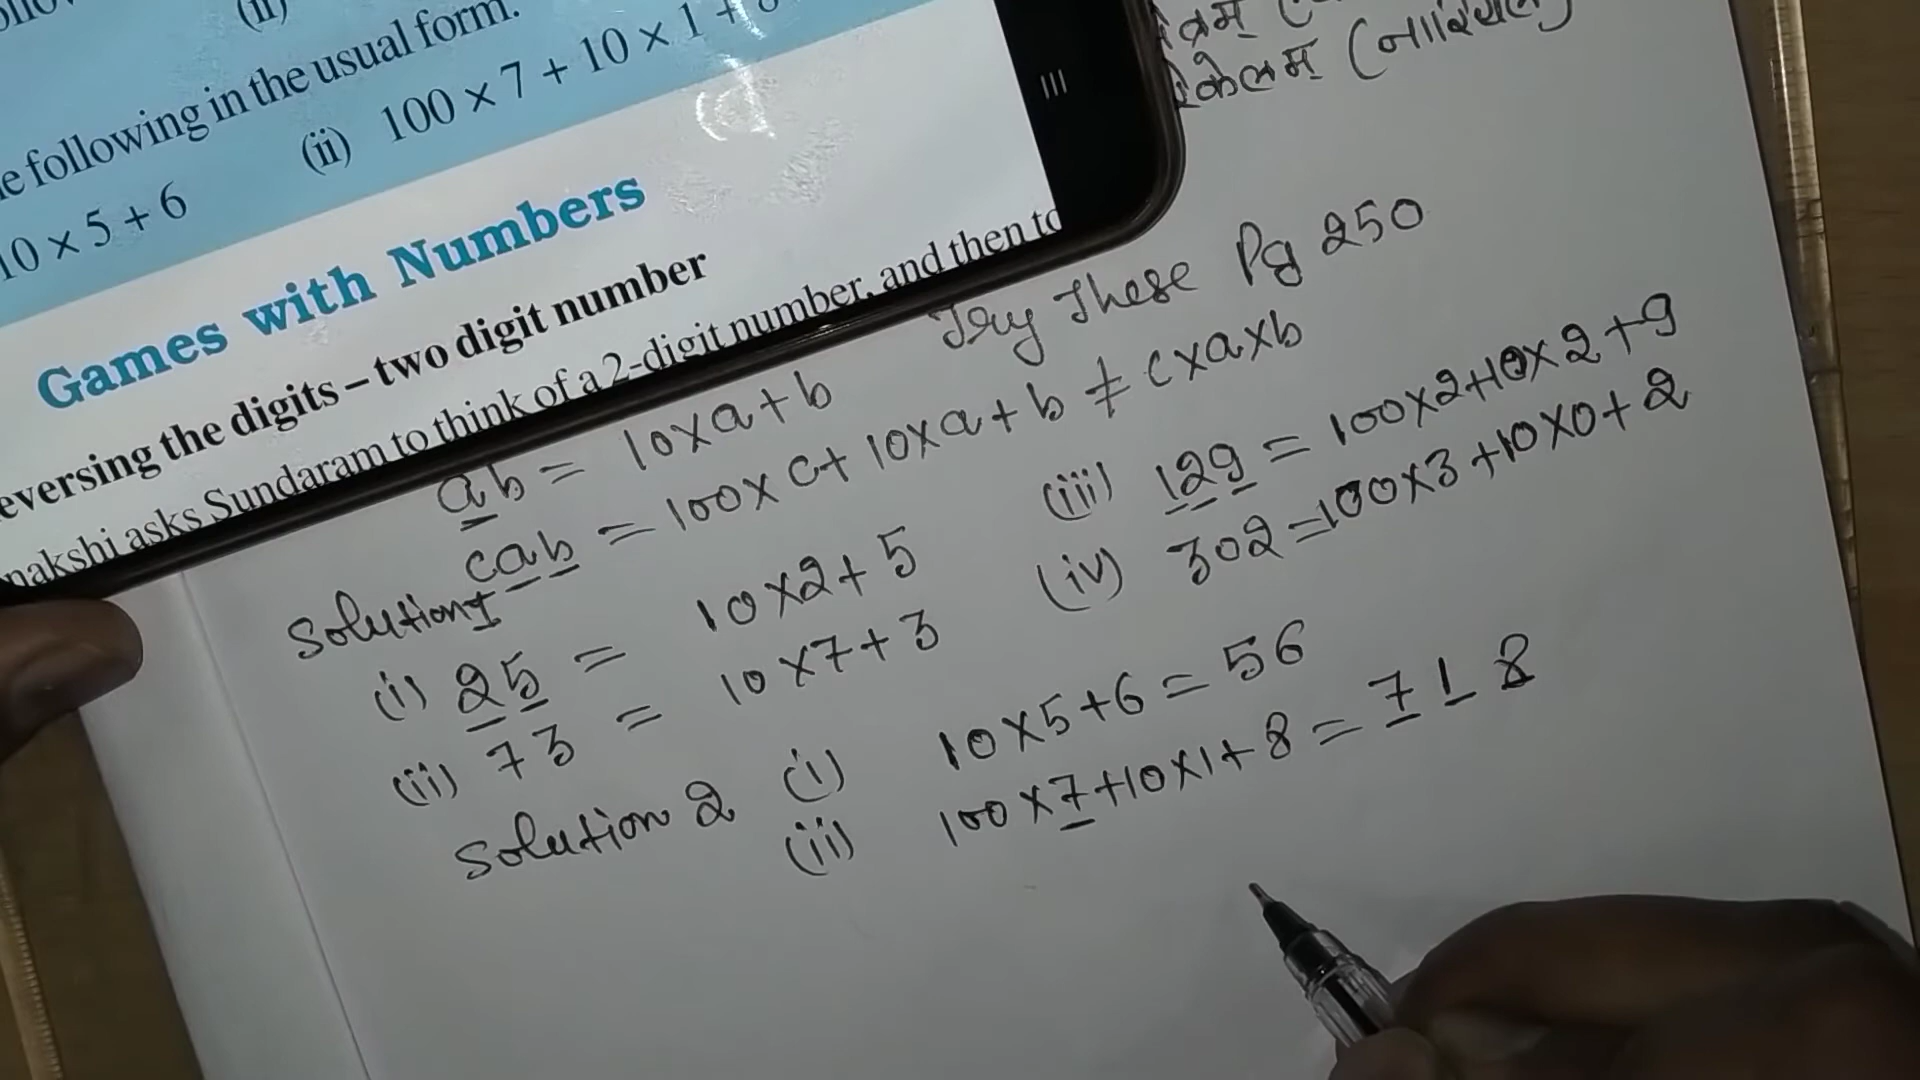 (ii)
following in the usual form.
10 × 5 + 6
(ii) 100 × 7 + 10 × 1 + 8
Games with Numbers
eversing the digits – two digit number
nakshi asks Sundaram to think of a 2-digit number, and then to
Try These Pg 250
ab = 10×a+b
cab = 100×c+10×a+b ≠ c×a×b
Solution 1
(i) 25 = 10×2+5
(ii) 73 = 10×7+3
(iii) 129 = 100×2+10×2+9
(iv) 302 = 100×3+10×0+2
Solution 2 (i) 10×5+6 = 56
(ii) 100×7+10×1+8 = 718